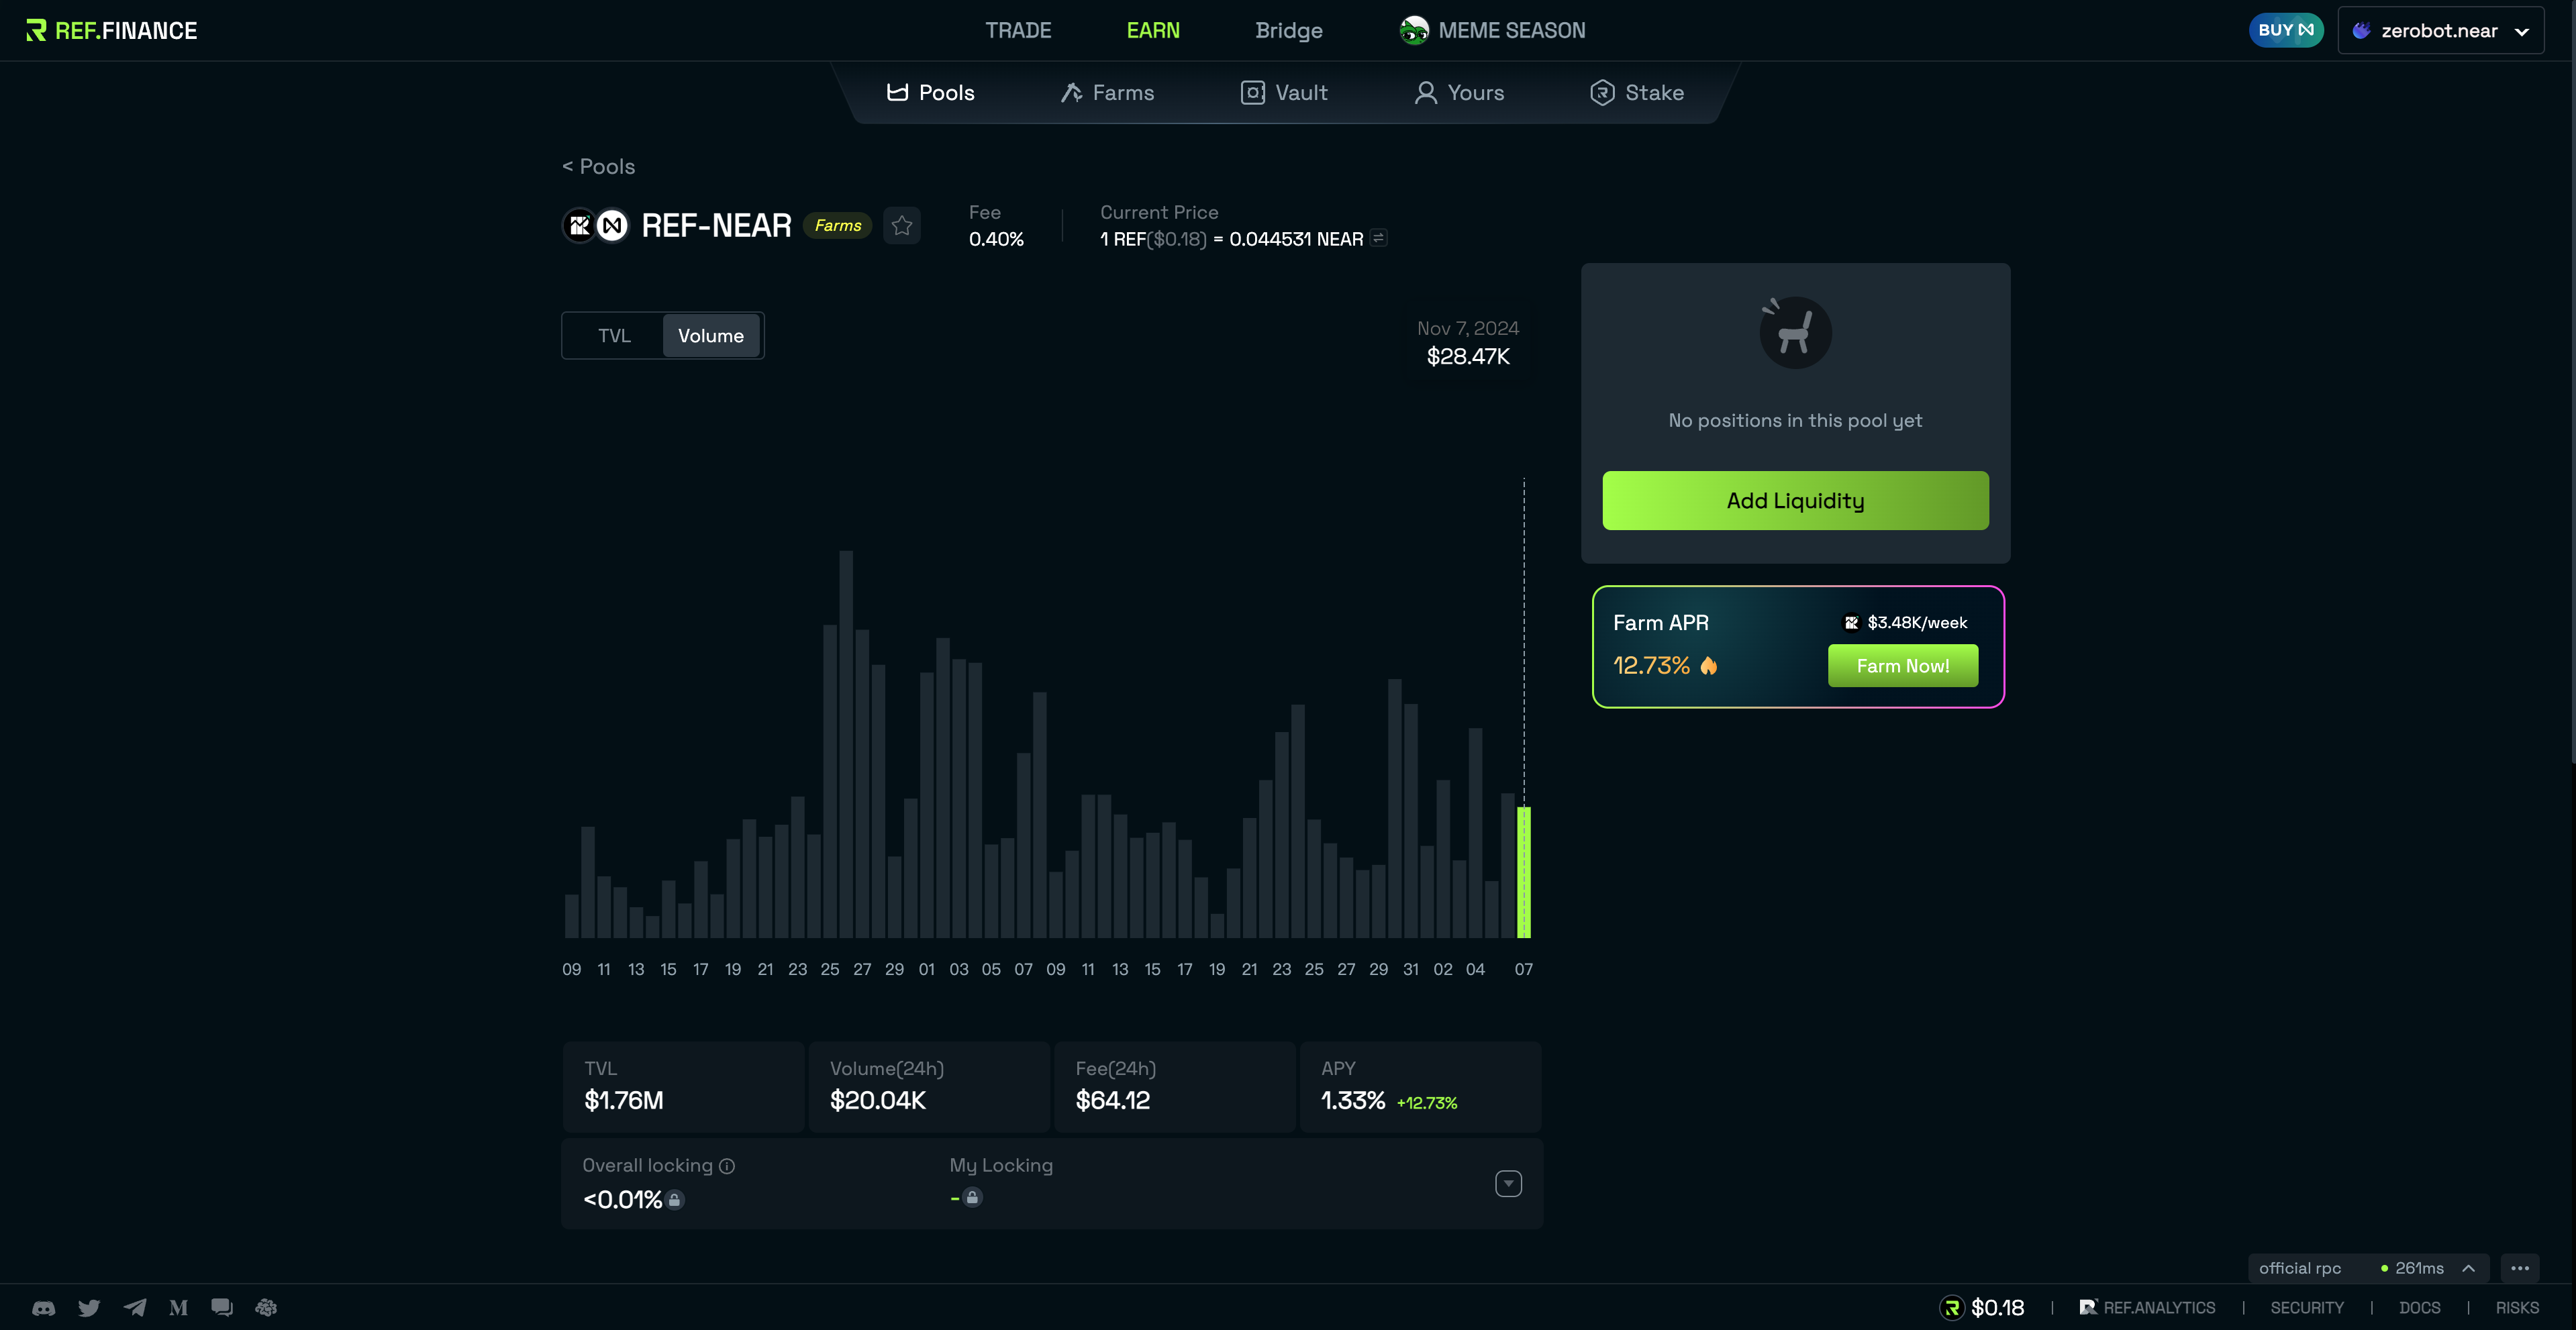 REF.FINANCE
TRADE
EARN
Bridge
MEME SEASON
BUY
zerobot.near
Pools
Farms
Vault
Yours
Stake
< Pools
REF-NEAR
Farms
Fee
0.40%
Current Price
1 REF($0.18) = 0.044531 NEAR
TVL
Volume
Nov 7, 2024
$28.47K
09 11 13 15 17 19 21 23 25 27 29 01 03 05 07 09 11 13 15 17 19 21 23 25 27 29 31 02 04 07
No positions in this pool yet
Add Liquidity
Farm APR
$3.48K/week
12.73%
Farm Now!
TVL
$1.76M
Volume(24h)
$20.04K
Fee(24h)
$64.12
APY
1.33% +12.73%
Overall locking
<0.01%
My Locking
-
official rpc
261ms
$0.18 | REF.ANALYTICS | SECURITY | DOCS | RISKS